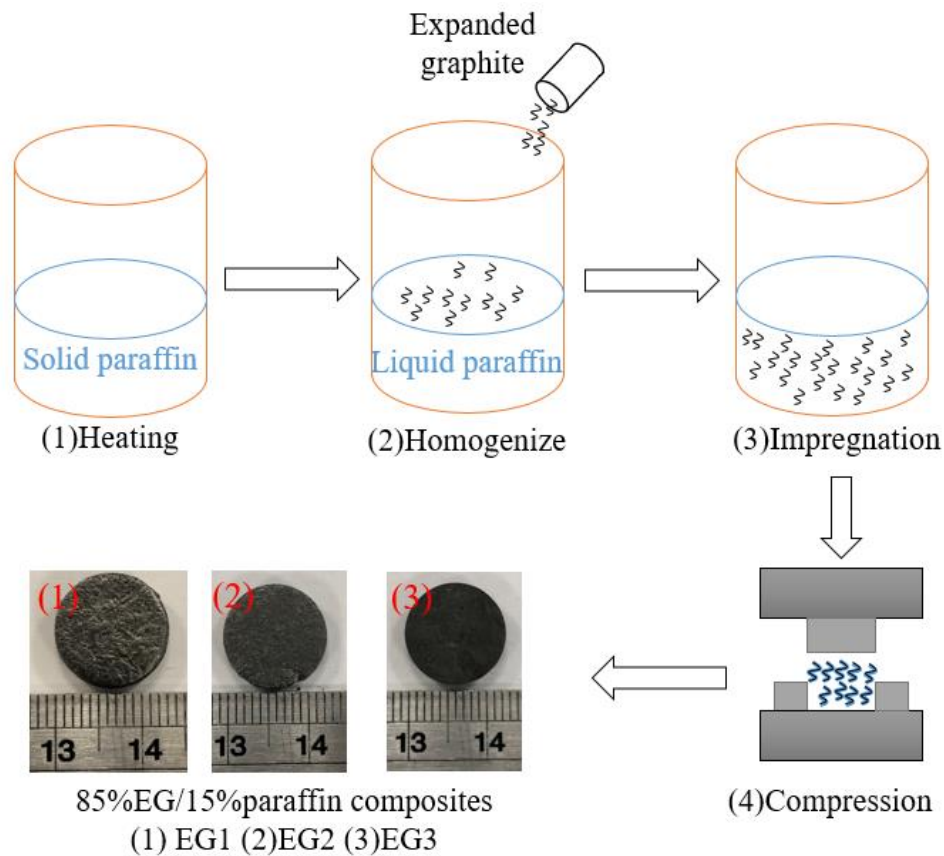 Expanded
graphite
Solid paraffin
Liquid paraffin
(1)Heating
(2)Homogenize
(3)Impregnation
(1)
(2)
(3)
13 14
13 14
13 14
85%EG/15%paraffin composites
(1) EG1 (2)EG2 (3)EG3
(4)Compression